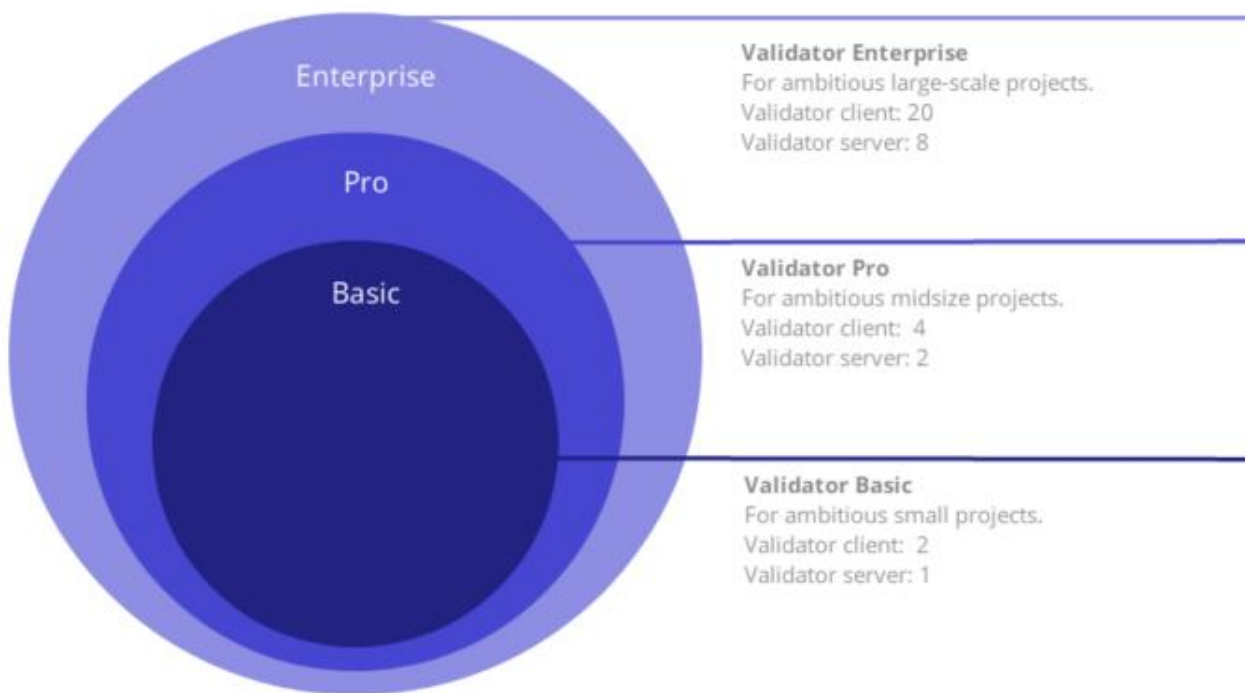 Enterprise
Pro
Basic
Validator Enterprise
For ambitious large-scale projects.
Validator client: 20
Validator server: 8
Validator Pro
For ambitious midsize projects.
Validator client:  4
Validator server: 2
Validator Basic
For ambitious small projects.
Validator client:  2
Validator server: 1